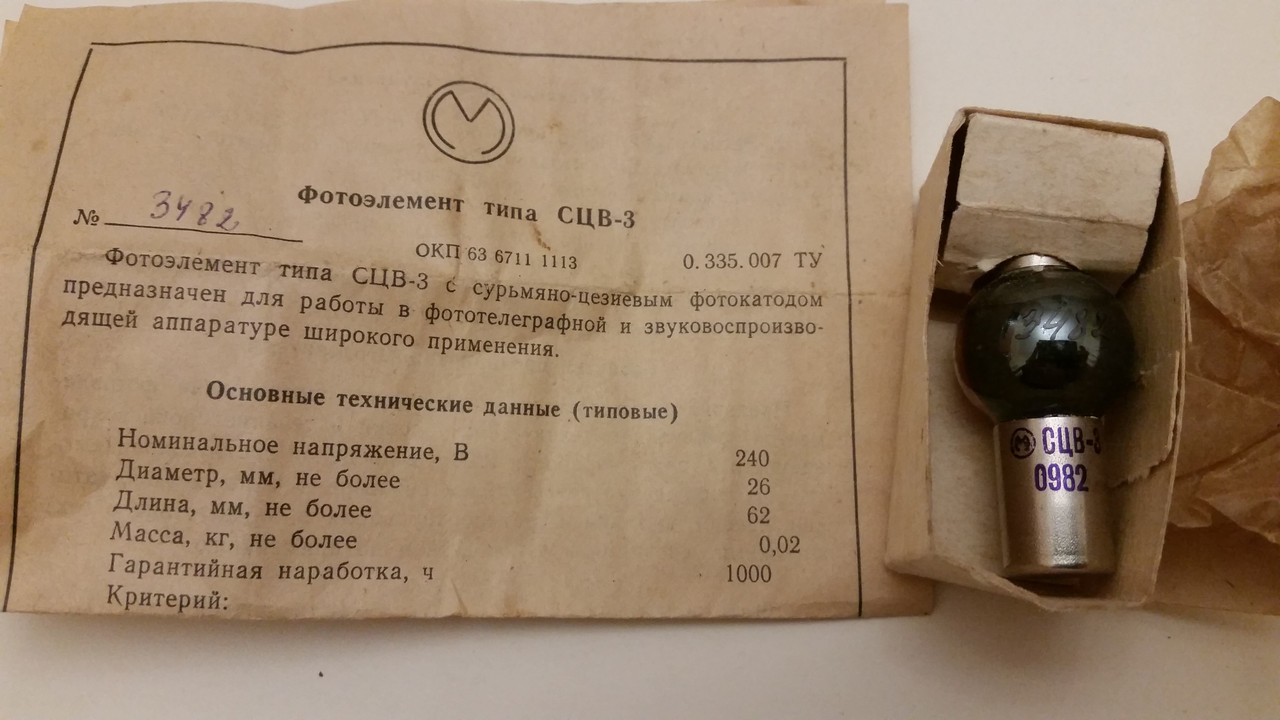 № 3482
Фотоэлемент типа СЦВ-3
ОКП 63 6711 1113 0.335.007 ТУ
Фотоэлемент типа СЦВ-3 с сурьмяно-цезиевым фотокатодом
предназначен для работы в фототелеграфной и звуковоспроизво-
дящей аппаратуре широкого применения.
Основные технические данные (типовые)
Номинальное напряжение, В 240
Диаметр, мм, не более 26
Длина, мм, не более 62
Масса, кг, не более 0,02
Гарантийная наработка, ч 1000
Критерий:
3482
СЦВ-3
0982